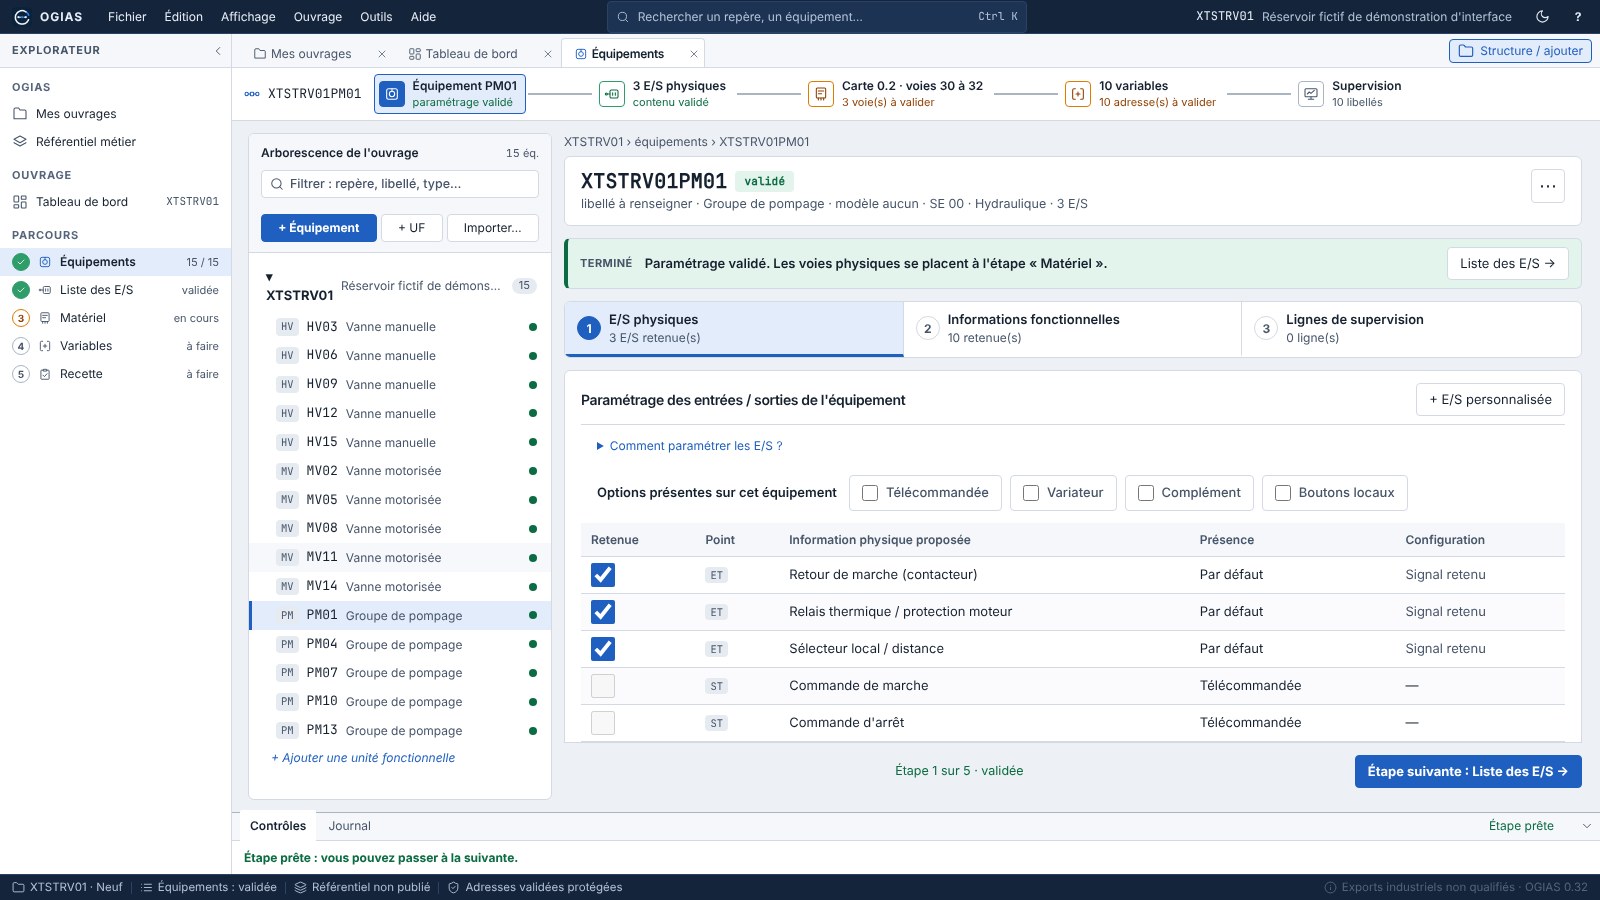 OGIAS
Fichier Édition Affichage Ouvrage Outils Aide
Rechercher un repère, un équipement... Ctrl K
XTSTRV01 Réservoir fictif de démonstration d'interface ?
EXPLORATEUR
OGIAS
Mes ouvrages
Référentiel métier
OUVRAGE
Tableau de bord XTSTRV01
PARCOURS
Équipements 15 / 15
Liste des E/S validée
3 Matériel en cours
4 Variables à faire
5 Recette à faire
Mes ouvrages × Tableau de bord × Équipements ×
Structure / ajouter
XTSTRV01PM01
Équipement PM01
paramétrage validé
3 E/S physiques
contenu validé
Carte 0.2 · voies 30 à 32
3 voie(s) à valider
10 variables
10 adresse(s) à valider
Supervision
10 libellés
Arborescence de l'ouvrage 15 éq.
Filtrer : repère, libellé, type...
+ Équipement + UF Importer...
▼
XTSTRV01 Réservoir fictif de démons... 15
HV HV03 Vanne manuelle
HV HV06 Vanne manuelle
HV HV09 Vanne manuelle
HV HV12 Vanne manuelle
HV HV15 Vanne manuelle
MV MV02 Vanne motorisée
MV MV05 Vanne motorisée
MV MV08 Vanne motorisée
MV MV11 Vanne motorisée
MV MV14 Vanne motorisée
PM PM01 Groupe de pompage
PM PM04 Groupe de pompage
PM PM07 Groupe de pompage
PM PM10 Groupe de pompage
PM PM13 Groupe de pompage
+ Ajouter une unité fonctionnelle
XTSTRV01 › équipements › XTSTRV01PM01
XTSTRV01PM01 validé
libellé à renseigner · Groupe de pompage · modèle aucun · SE 00 · Hydraulique · 3 E/S
...
TERMINÉ Paramétrage validé. Les voies physiques se placent à l'étape « Matériel ».
Liste des E/S →
1 E/S physiques
3 E/S retenue(s)
2 Informations fonctionnelles
10 retenue(s)
3 Lignes de supervision
0 ligne(s)
Paramétrage des entrées / sorties de l'équipement
+ E/S personnalisée
▶ Comment paramétrer les E/S ?
Options présentes sur cet équipement Télécommandée Variateur Complément Boutons locaux
Retenue Point Information physique proposée Présence Configuration
ET Retour de marche (contacteur) Par défaut Signal retenu
ET Relais thermique / protection moteur Par défaut Signal retenu
ET Sélecteur local / distance Par défaut Signal retenu
ST Commande de marche Télécommandée —
ST Commande d'arrêt Télécommandée —
Étape 1 sur 5 · validée
Étape suivante : Liste des E/S →
Contrôles Journal
Étape prête
Étape prête : vous pouvez passer à la suivante.
XTSTRV01 · Neuf Équipements : validée Référentiel non publié Adresses validées protégées
Exports industriels non qualifiés · OGIAS 0.32